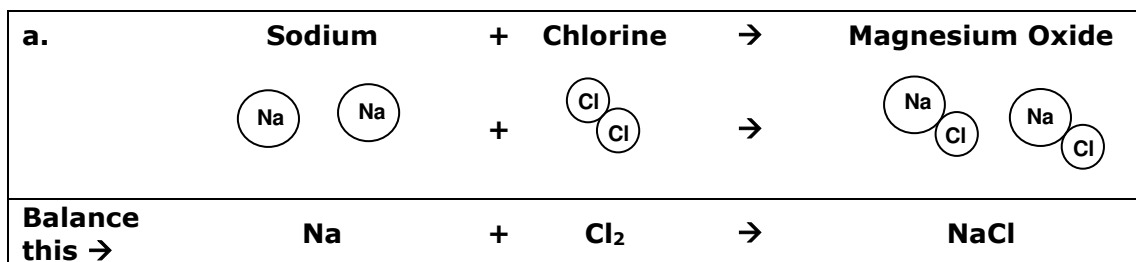 a. Sodium + Chlorine → Magnesium Oxide
Na Na + Cl Cl → Na Cl Na Cl
Balance this → Na + Cl₂ → NaCl